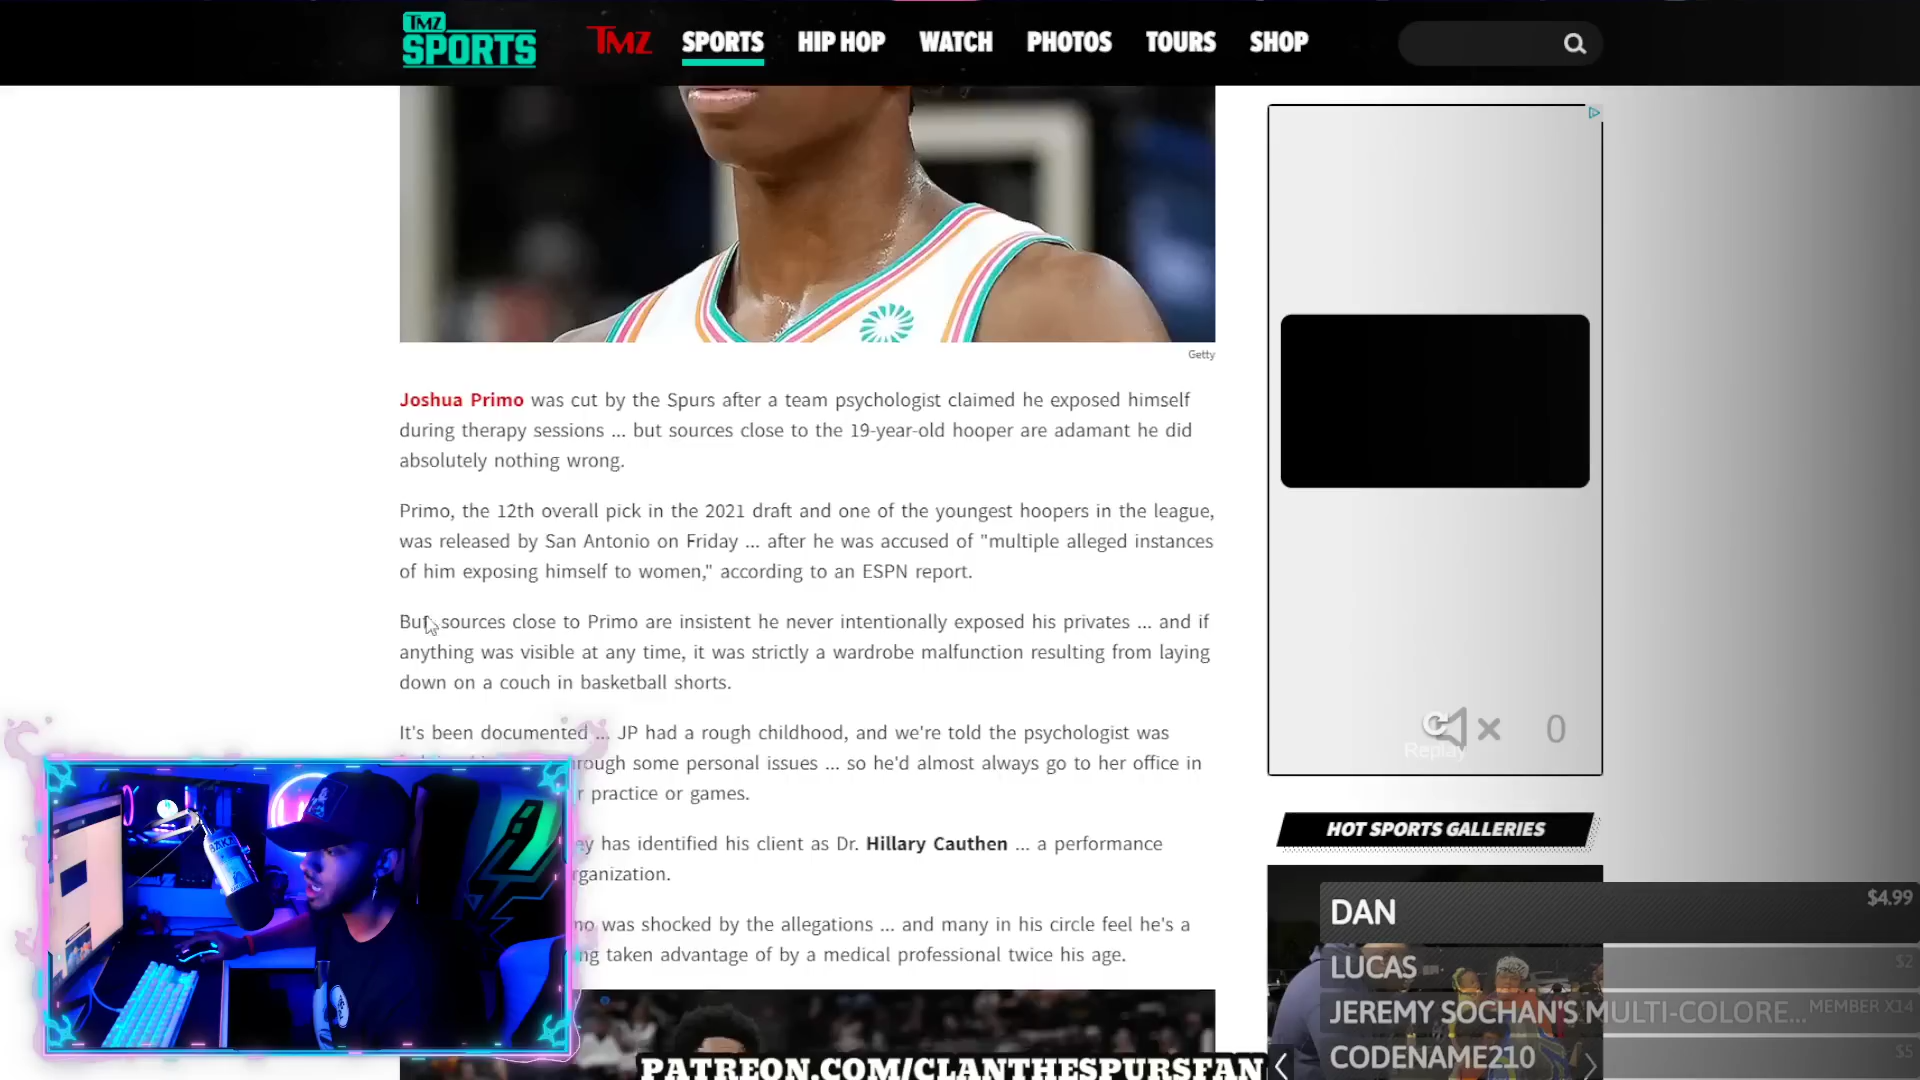 TMZ
SPORTS
TMZ SPORTS HIP HOP WATCH PHOTOS TOURS SHOP
Getty
Joshua Primo was cut by the Spurs after a team psychologist claimed he exposed himself
during therapy sessions ... but sources close to the 19-year-old hooper are adamant he did
absolutely nothing wrong.
Primo, the 12th overall pick in the 2021 draft and one of the youngest hoopers in the league,
was released by San Antonio on Friday ... after he was accused of "multiple alleged instances
of him exposing himself to women," according to an ESPN report.
But sources close to Primo are insistent he never intentionally exposed his privates ... and if
anything was visible at any time, it was strictly a wardrobe malfunction resulting from laying
down on a couch in basketball shorts.
It's been documented ... JP had a rough childhood, and we're told the psychologist was
through some personal issues ... so he'd almost always go to her office in
practice or games.
has identified his client as Dr. Hillary Cauthen ... a performance
was shocked by the allegations ... and many in his circle feel he's a
taken advantage of by a medical professional twice his age.
Replay
0
HOT SPORTS GALLERIES
DAN $4.99
LUCAS $2
JEREMY SOCHAN'S MULTI-COLORE... MEMBER X14
CODENAME210 $5
PATREON.COM/CLANTHESPURSFAN